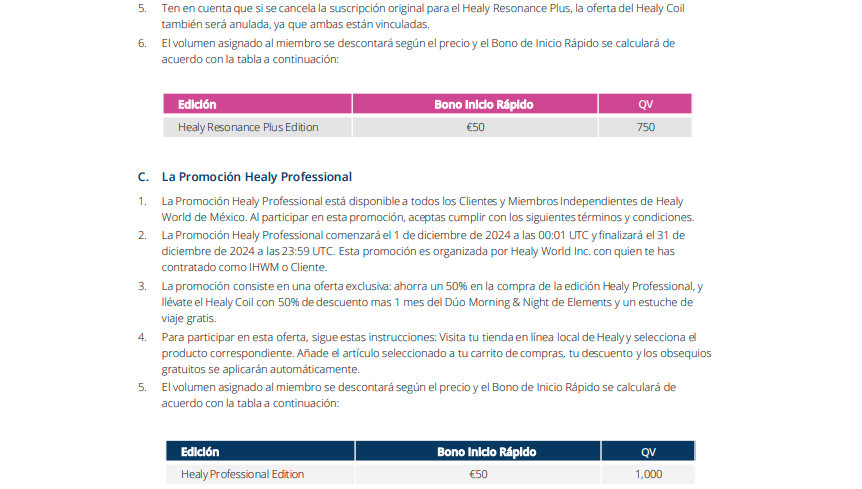 5. Ten en cuenta que si se cancela la suscripción original para el Healy Resonance Plus, la oferta del Healy Coil
también será anulada, ya que ambas están vinculadas.
6. El volumen asignado al miembro se descontará según el precio y el Bono de Inicio Rápido se calculará de
acuerdo con la tabla a continuación:
Edición Bono Inicio Rápido QV
Healy Resonance Plus Edition €50 750
C. La Promoción Healy Professional
1. La Promoción Healy Professional está disponible a todos los Clientes y Miembros Independientes de Healy
World de México. Al participar en esta promoción, aceptas cumplir con los siguientes términos y condiciones.
2. La Promoción Healy Professional comenzará el 1 de diciembre de 2024 a las 00:01 UTC y finalizará el 31 de
diciembre de 2024 a las 23:59 UTC. Esta promoción es organizada por Healy World Inc. con quien te has
contratado como IHWM o Cliente.
3. La promoción consiste en una oferta exclusiva: ahorra un 50% en la compra de la edición Healy Professional, y
llévate el Healy Coil con 50% de descuento mas 1 mes del Dúo Morning & Night de Elements y un estuche de
viaje gratis.
4. Para participar en esta oferta, sigue estas instrucciones: Visita tu tienda en línea local de Healy y selecciona el
producto correspondiente. Añade el artículo seleccionado a tu carrito de compras, tu descuento y los obsequios
gratuitos se aplicarán automáticamente.
5. El volumen asignado al miembro se descontará según el precio y el Bono de Inicio Rápido se calculará de
acuerdo con la tabla a continuación:
Edición Bono Inicio Rápido QV
Healy Professional Edition €50 1,000